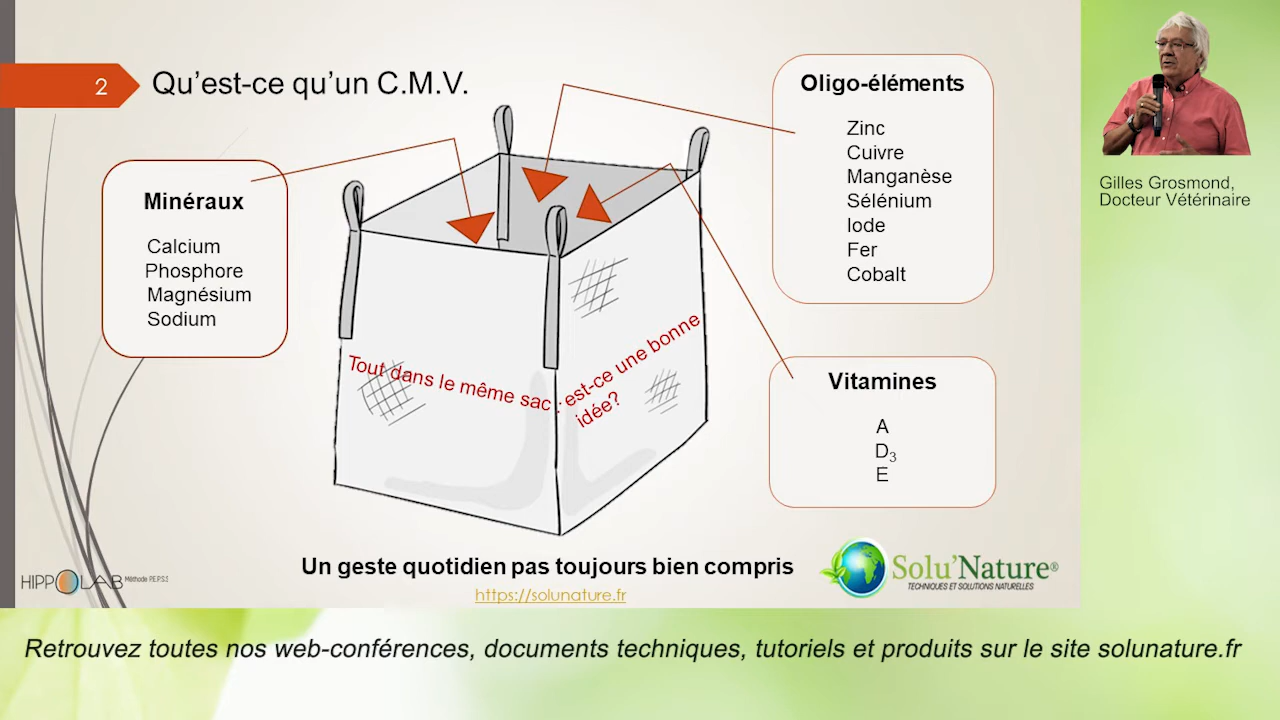 2
Qu’est-ce qu’un C.M.V.
Minéraux
Calcium
Phosphore
Magnésium
Sodium
Oligo-éléments
Zinc
Cuivre
Manganèse
Sélénium
Iode
Fer
Cobalt
Vitamines
A
D₃
E
Tout dans le même sac : est-ce une bonne
idée?
Un geste quotidien pas toujours bien compris
https://solunature.fr
HIPPOLAB Méthode P.E.P.S.S
Solu’Nature®
TECHNIQUES ET SOLUTIONS NATURELLES
Gilles Grosmond,
Docteur Vétérinaire
Retrouvez toutes nos web-conférences, documents techniques, tutoriels et produits sur le site solunature.fr